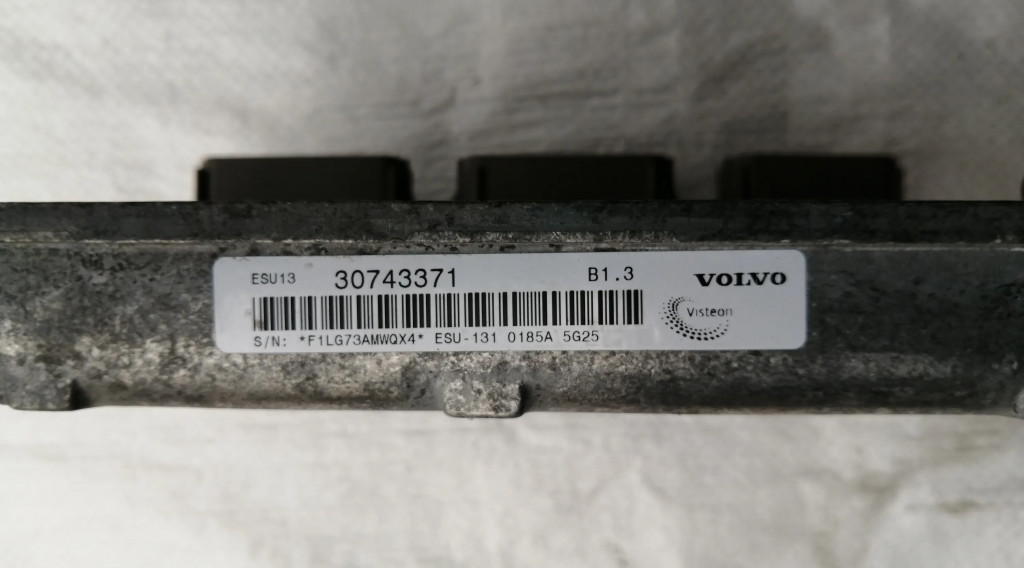 ESU13 30743371 B1.3 VOLVO
Visteon
S/N: *F1LG73AMWQX4* ESU-131 0185A 5G25